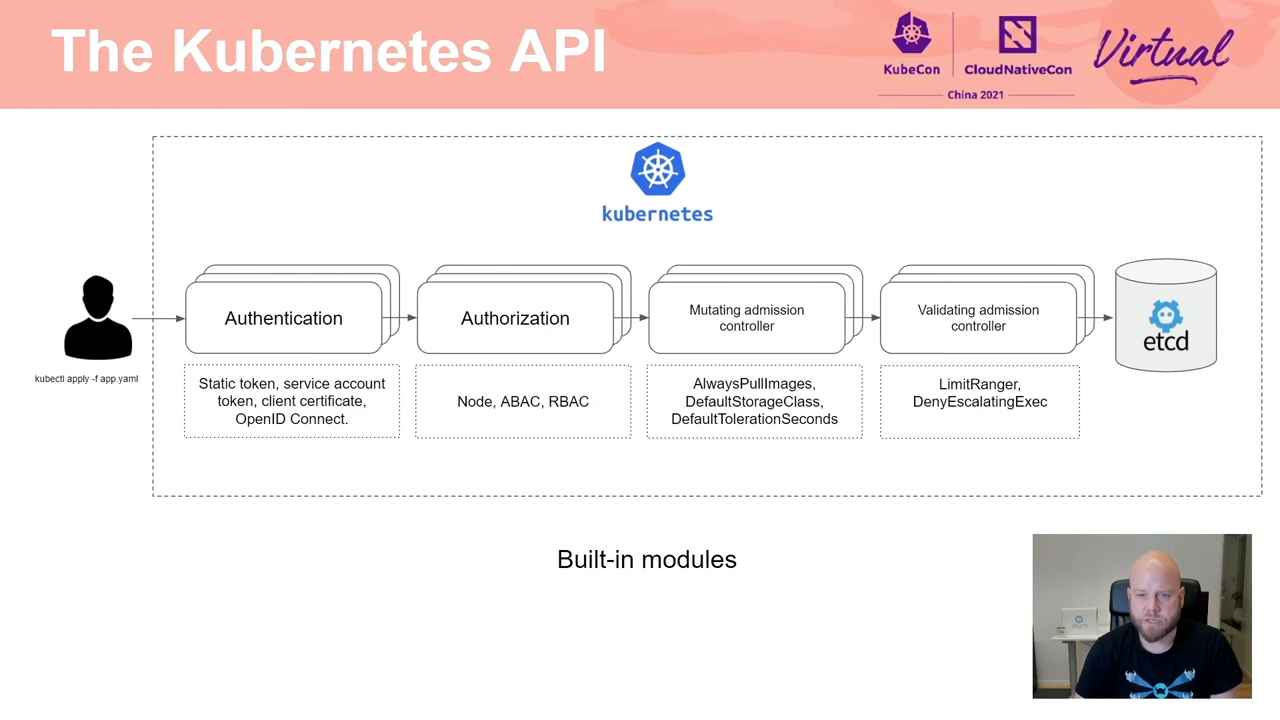 The Kubernetes API
KubeCon
CloudNativeCon
Virtual
China 2021
kubernetes
Authentication
Authorization
Mutating admission
controller
Validating admission
controller
etcd
kubectl apply -f app.yaml
Static token, service account
token, client certificate,
OpenID Connect.
Node, ABAC, RBAC
AlwaysPullImages,
DefaultStorageClass,
DefaultTolerationSeconds
LimitRanger,
DenyEscalatingExec
Built-in modules